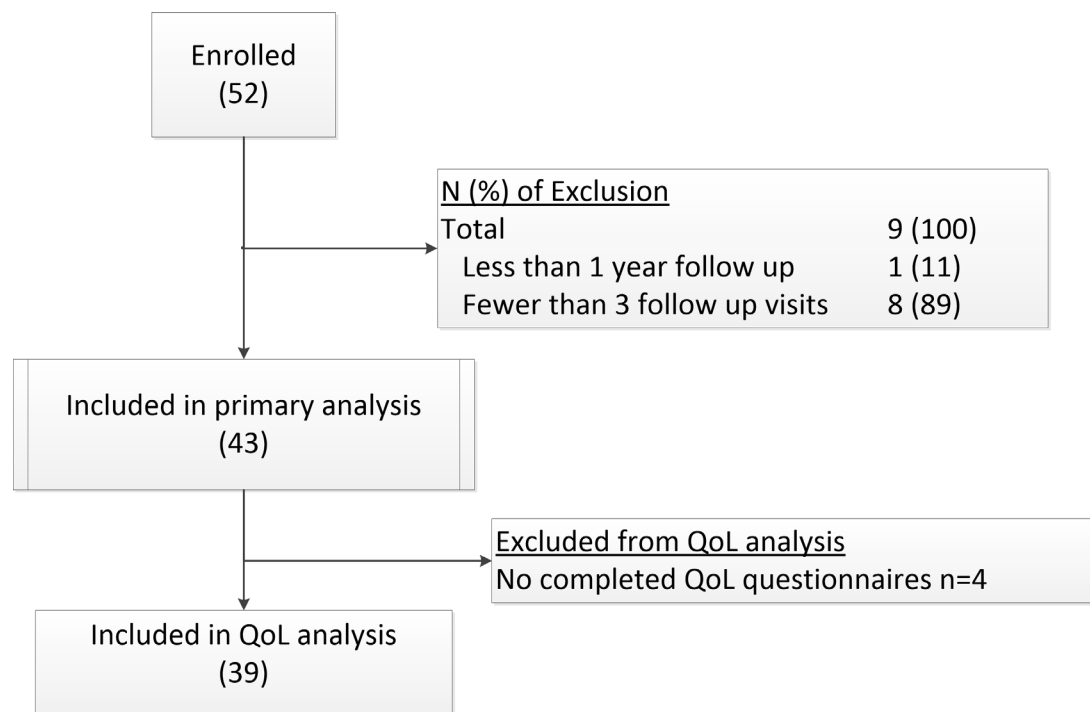 Enrolled
(52)
N (%) of Exclusion
Total 9 (100)
Less than 1 year follow up 1 (11)
Fewer than 3 follow up visits 8 (89)
Included in primary analysis
(43)
Excluded from QoL analysis
No completed QoL questionnaires n=4
Included in QoL analysis
(39)